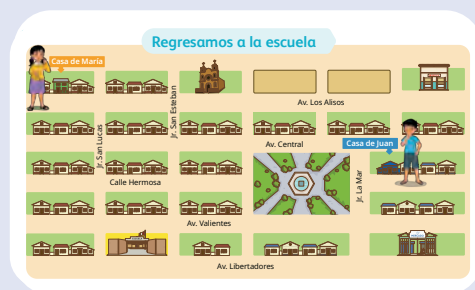 Regresamos a la escuela
Casa de María
Av. Los Alisos
Jr. San Lucas
Jr. San Esteban
Av. Central
Casa de Juan
Calle Hermosa
Jr. La Mar
Av. Valientes
Av. Libertadores